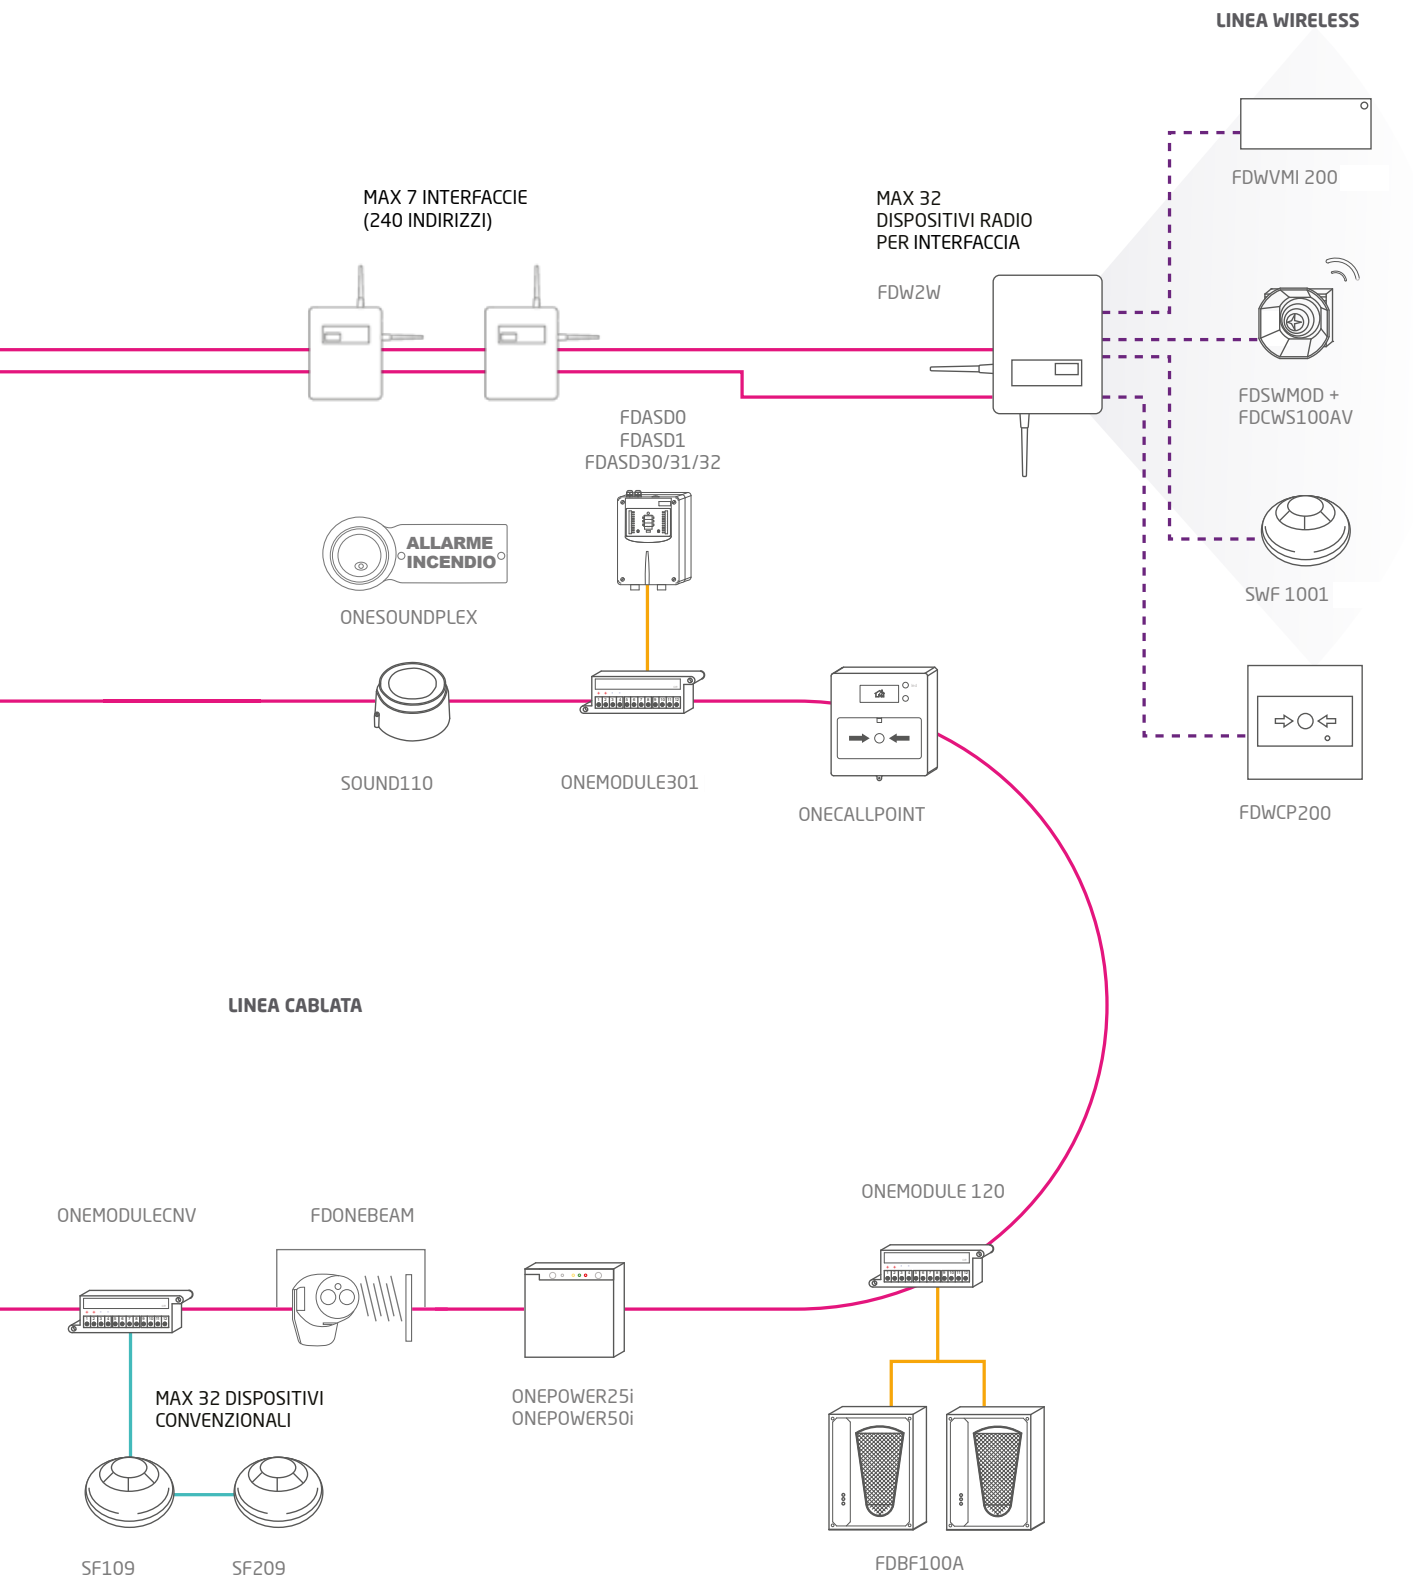 LINEA WIRELESS
FDWVMI 200
MAX 7 INTERFACCIE
(240 INDIRIZZI)
MAX 32
DISPOSITIVI RADIO
PER INTERFACCIA
FDW2W
FDSWMOD +
FDCWS100AV
FDASD0
FDASD1
FDASD30/31/32
ALLARME
INCENDIO
ONESOUNDPLEX
SWF 1001
SOUND110
ONEMODULE301
ONECALLPOINT
FDWCP200
LINEA CABLATA
ONEMODULE 120
ONEMODULECNV
FDONEBEAM
MAX 32 DISPOSITIVI
CONVENZIONALI
ONEPOWER25i
ONEPOWER50i
SF109
SF209
FDBF100A